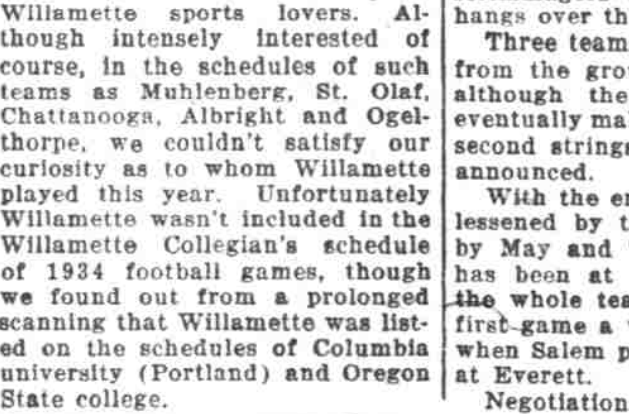 Willamette sports lovers. Al-
though intensely interested of
course, in the schedules of such
teams as Muhlenberg, St. Olaf,
Chattanooga, Albright and Ogel-
thorpe, we couldn't satisfy our
curiosity as to whom Willamette
played this year. Unfortunately
Willamette wasn't included in the
Willamette Collegian's schedule
of 1934 football games, though
we found out from a prolonged
scanning that Willamette was list-
ed on the schedules of Columbia
university (Portland) and Oregon
State college.
hangs over th
Three team
from the gro
although the
eventually ma
second strings
announced.
With the e
lessened by t
by May and
has been at
the whole tea
first game a
when Salem p
at Everett.
Negotiation